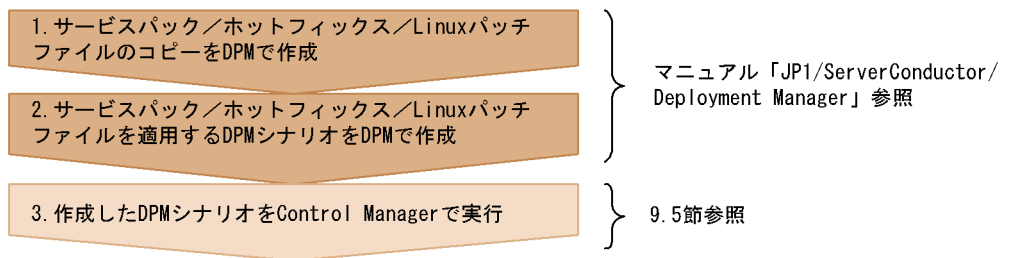 1.サービスパック／ホットフィックス／Linuxパッチ
ファイルのコピーをDPMで作成
2.サービスパック／ホットフィックス／Linuxパッチ
ファイルを適用するDPMシナリオをDPMで作成
マニュアル「JP1/ServerConductor/
Deployment Manager」参照
3.作成したDPMシナリオをControl Managerで実行
9.5節参照